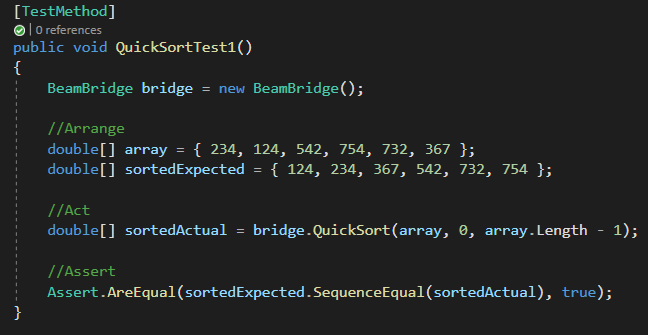 [TestMethod]
| 0 references
public void QuickSortTest1()
{
BeamBridge bridge = new BeamBridge();
//Arrange
double[] array = { 234, 124, 542, 754, 732, 367 };
double[] sortedExpected = { 124, 234, 367, 542, 732, 754 };
//Act
double[] sortedActual = bridge.QuickSort(array, 0, array.Length - 1);
//Assert
Assert.AreEqual(sortedExpected.SequenceEqual(sortedActual), true);
}